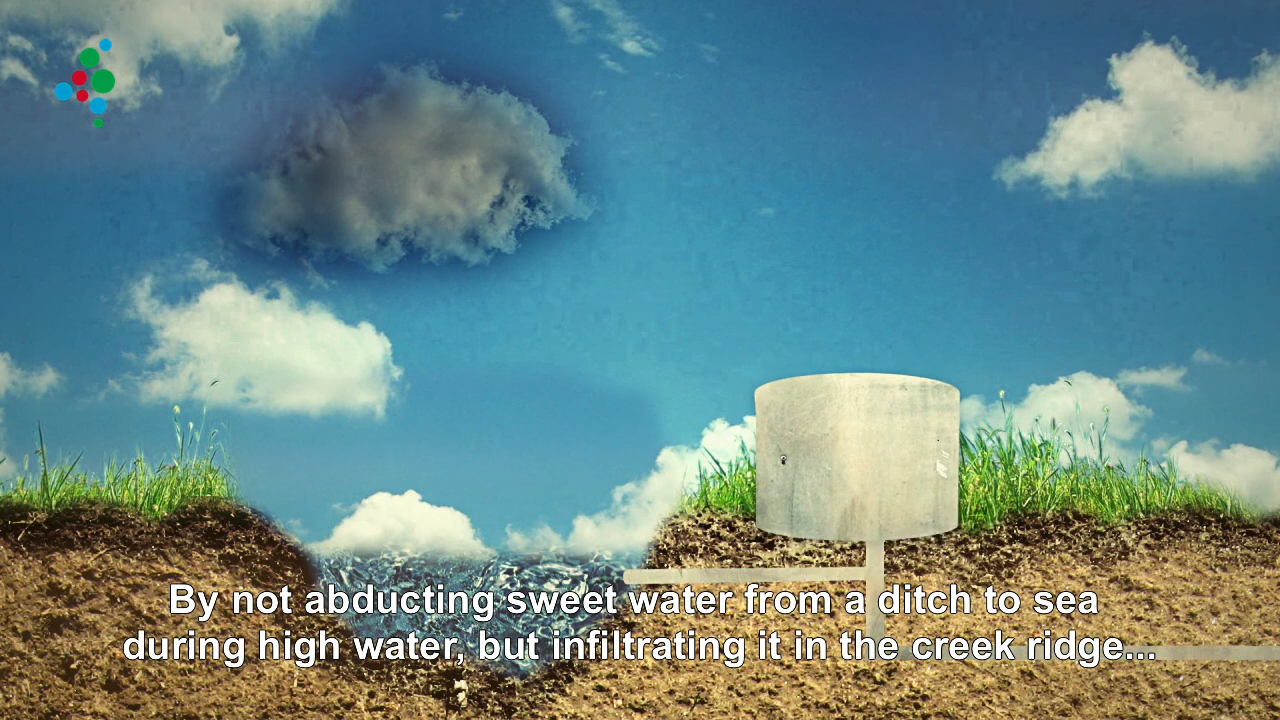 By not abducting sweet water from a ditch to sea
during high water, but infiltrating it in the creek ridge...